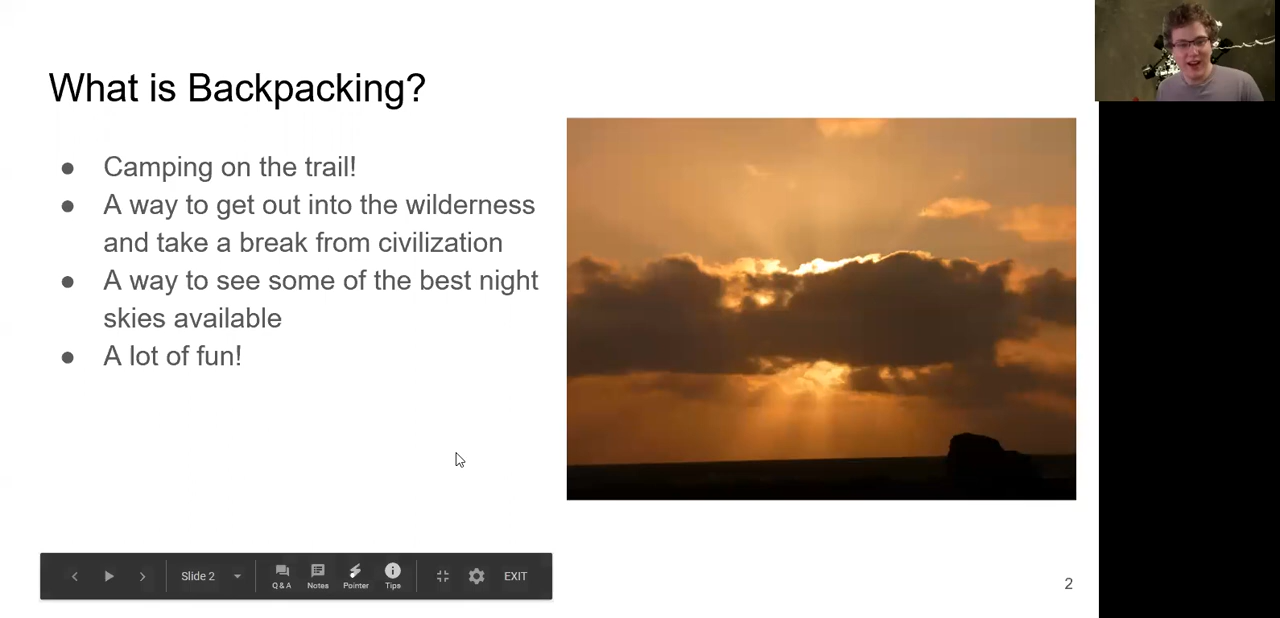 What is Backpacking?
● Camping on the trail!
● A way to get out into the wilderness
and take a break from civilization
● A way to see some of the best night
skies available
● A lot of fun!
Slide 2
Q & A
Notes
Pointer
Tips
EXIT
2